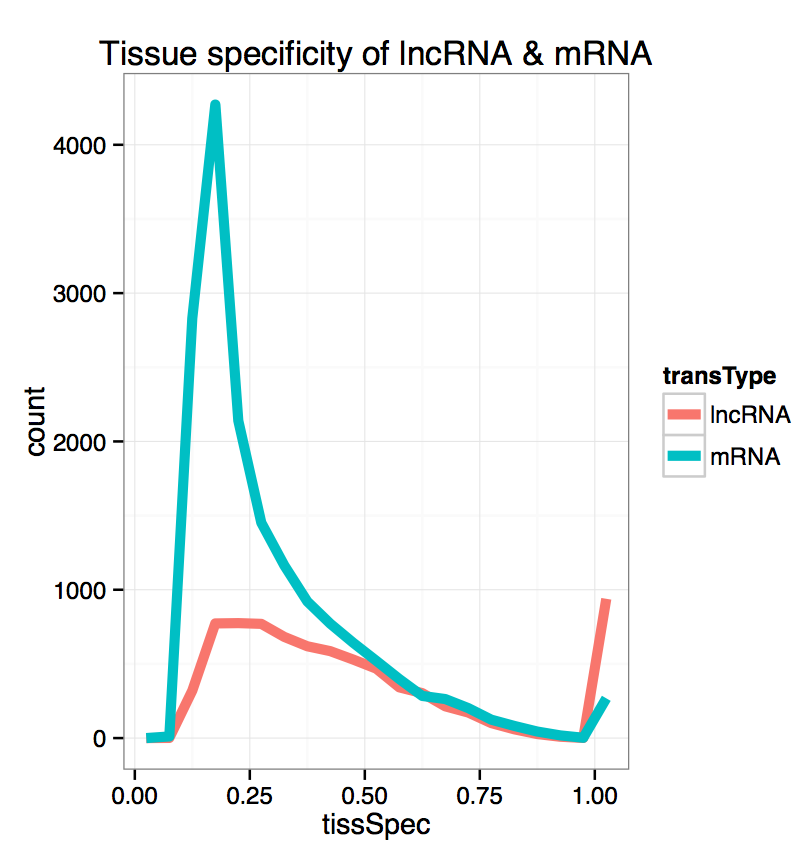 Tissue specificity of lncRNA & mRNA
count
4000
3000
2000
1000
0
0.00 0.25 0.50 0.75 1.00
tissSpec
transType
lncRNA
mRNA